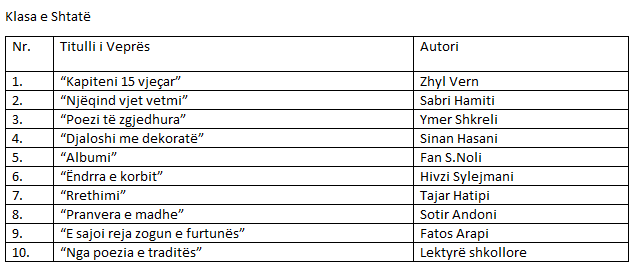 Klasa e Shtatë
Nr. Titulli i Veprës Autori
1. “Kapiteni 15 vjeçar” Zhyl Vern
2. “Njëqind vjet vetmi” Sabri Hamiti
3. “Poezi të zgjedhura” Ymer Shkreli
4. “Djaloshi me dekoratë” Sinan Hasani
5. “Albumi” Fan S.Noli
6. “Ëndrra e korbit” Hivzi Sylejmani
7. “Rrethimi” Tajar Hatipi
8. “Pranvera e madhe” Sotir Andoni
9. “E sajoi reja zogun e furtunës” Fatos Arapi
10. “Nga poezia e traditës” Lektyrë shkollore